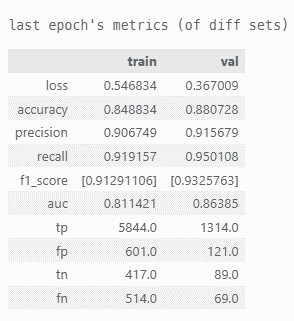 last epoch's metrics (of diff sets)
train val
loss 0.546834 0.367009
accuracy 0.848834 0.880728
precision 0.906749 0.915679
recall 0.919157 0.950108
f1_score [0.91291106] [0.9325763]
auc 0.811421 0.86385
tp 5844.0 1314.0
fp 601.0 121.0
tn 417.0 89.0
fn 514.0 69.0